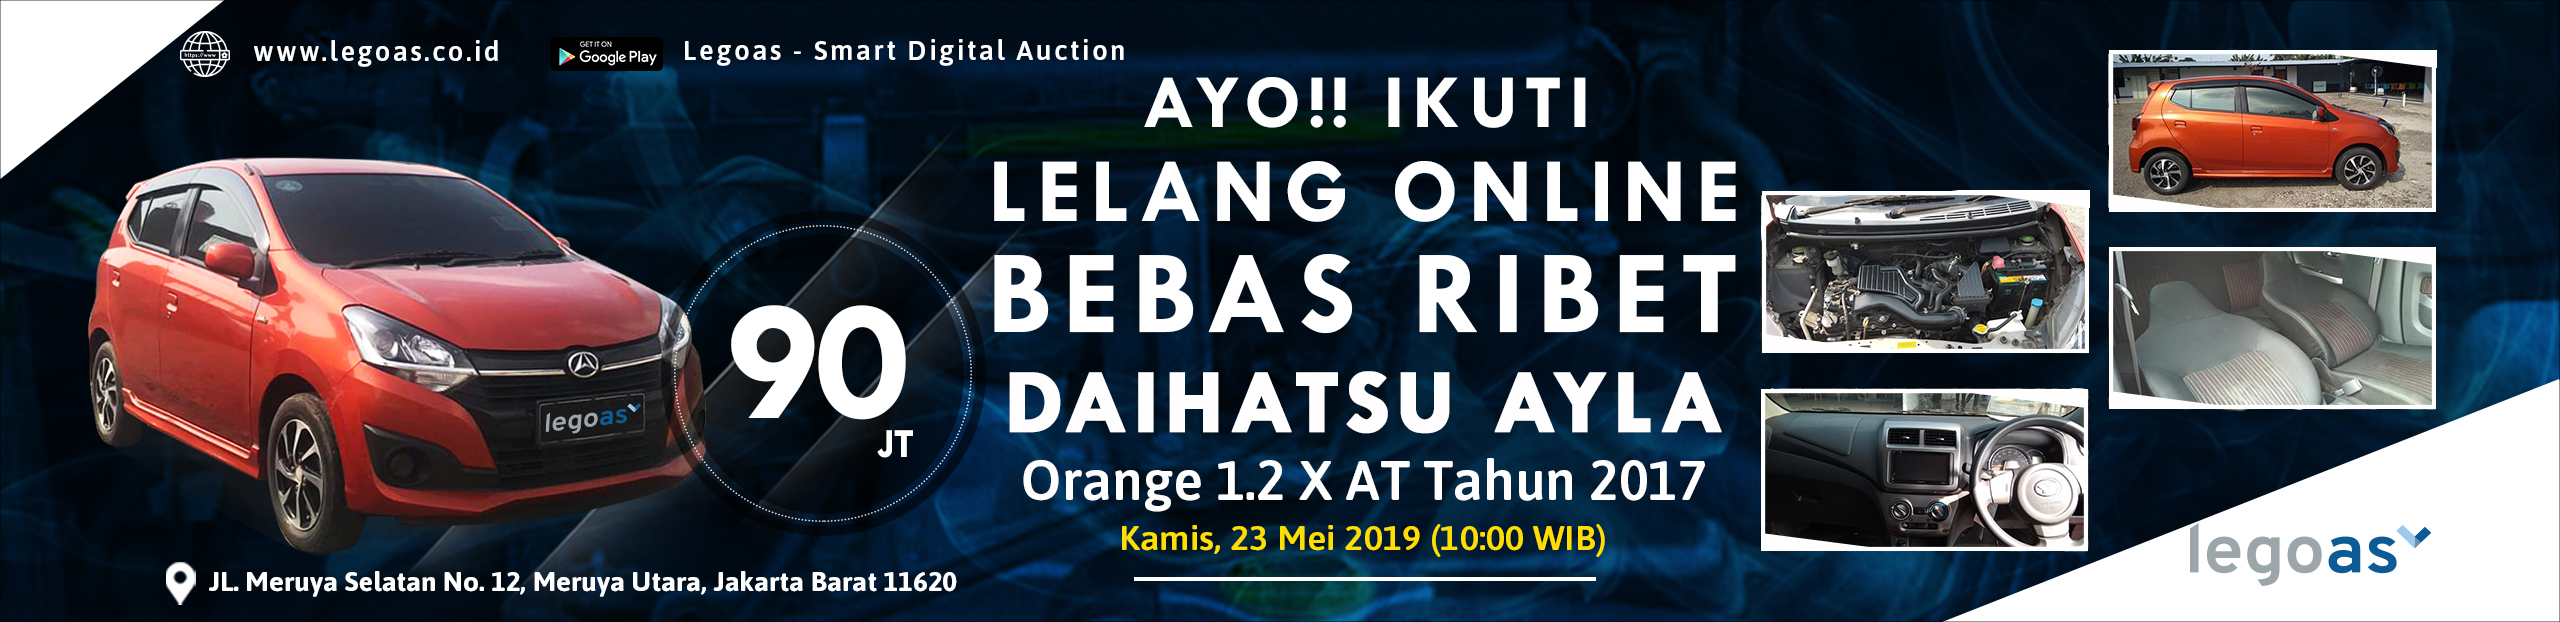 www.legoas.co.id
GET IT ON
Google Play
Legoas - Smart Digital Auction
AYO!! IKUTI
LELANG ONLINE
BEBAS RIBET
DAIHATSU AYLA
Orange 1.2 X AT Tahun 2017
Kamis, 23 Mei 2019 (10:00 WIB)
90
JT
legoas
JL. Meruya Selatan No. 12, Meruya Utara, Jakarta Barat 11620
legoas